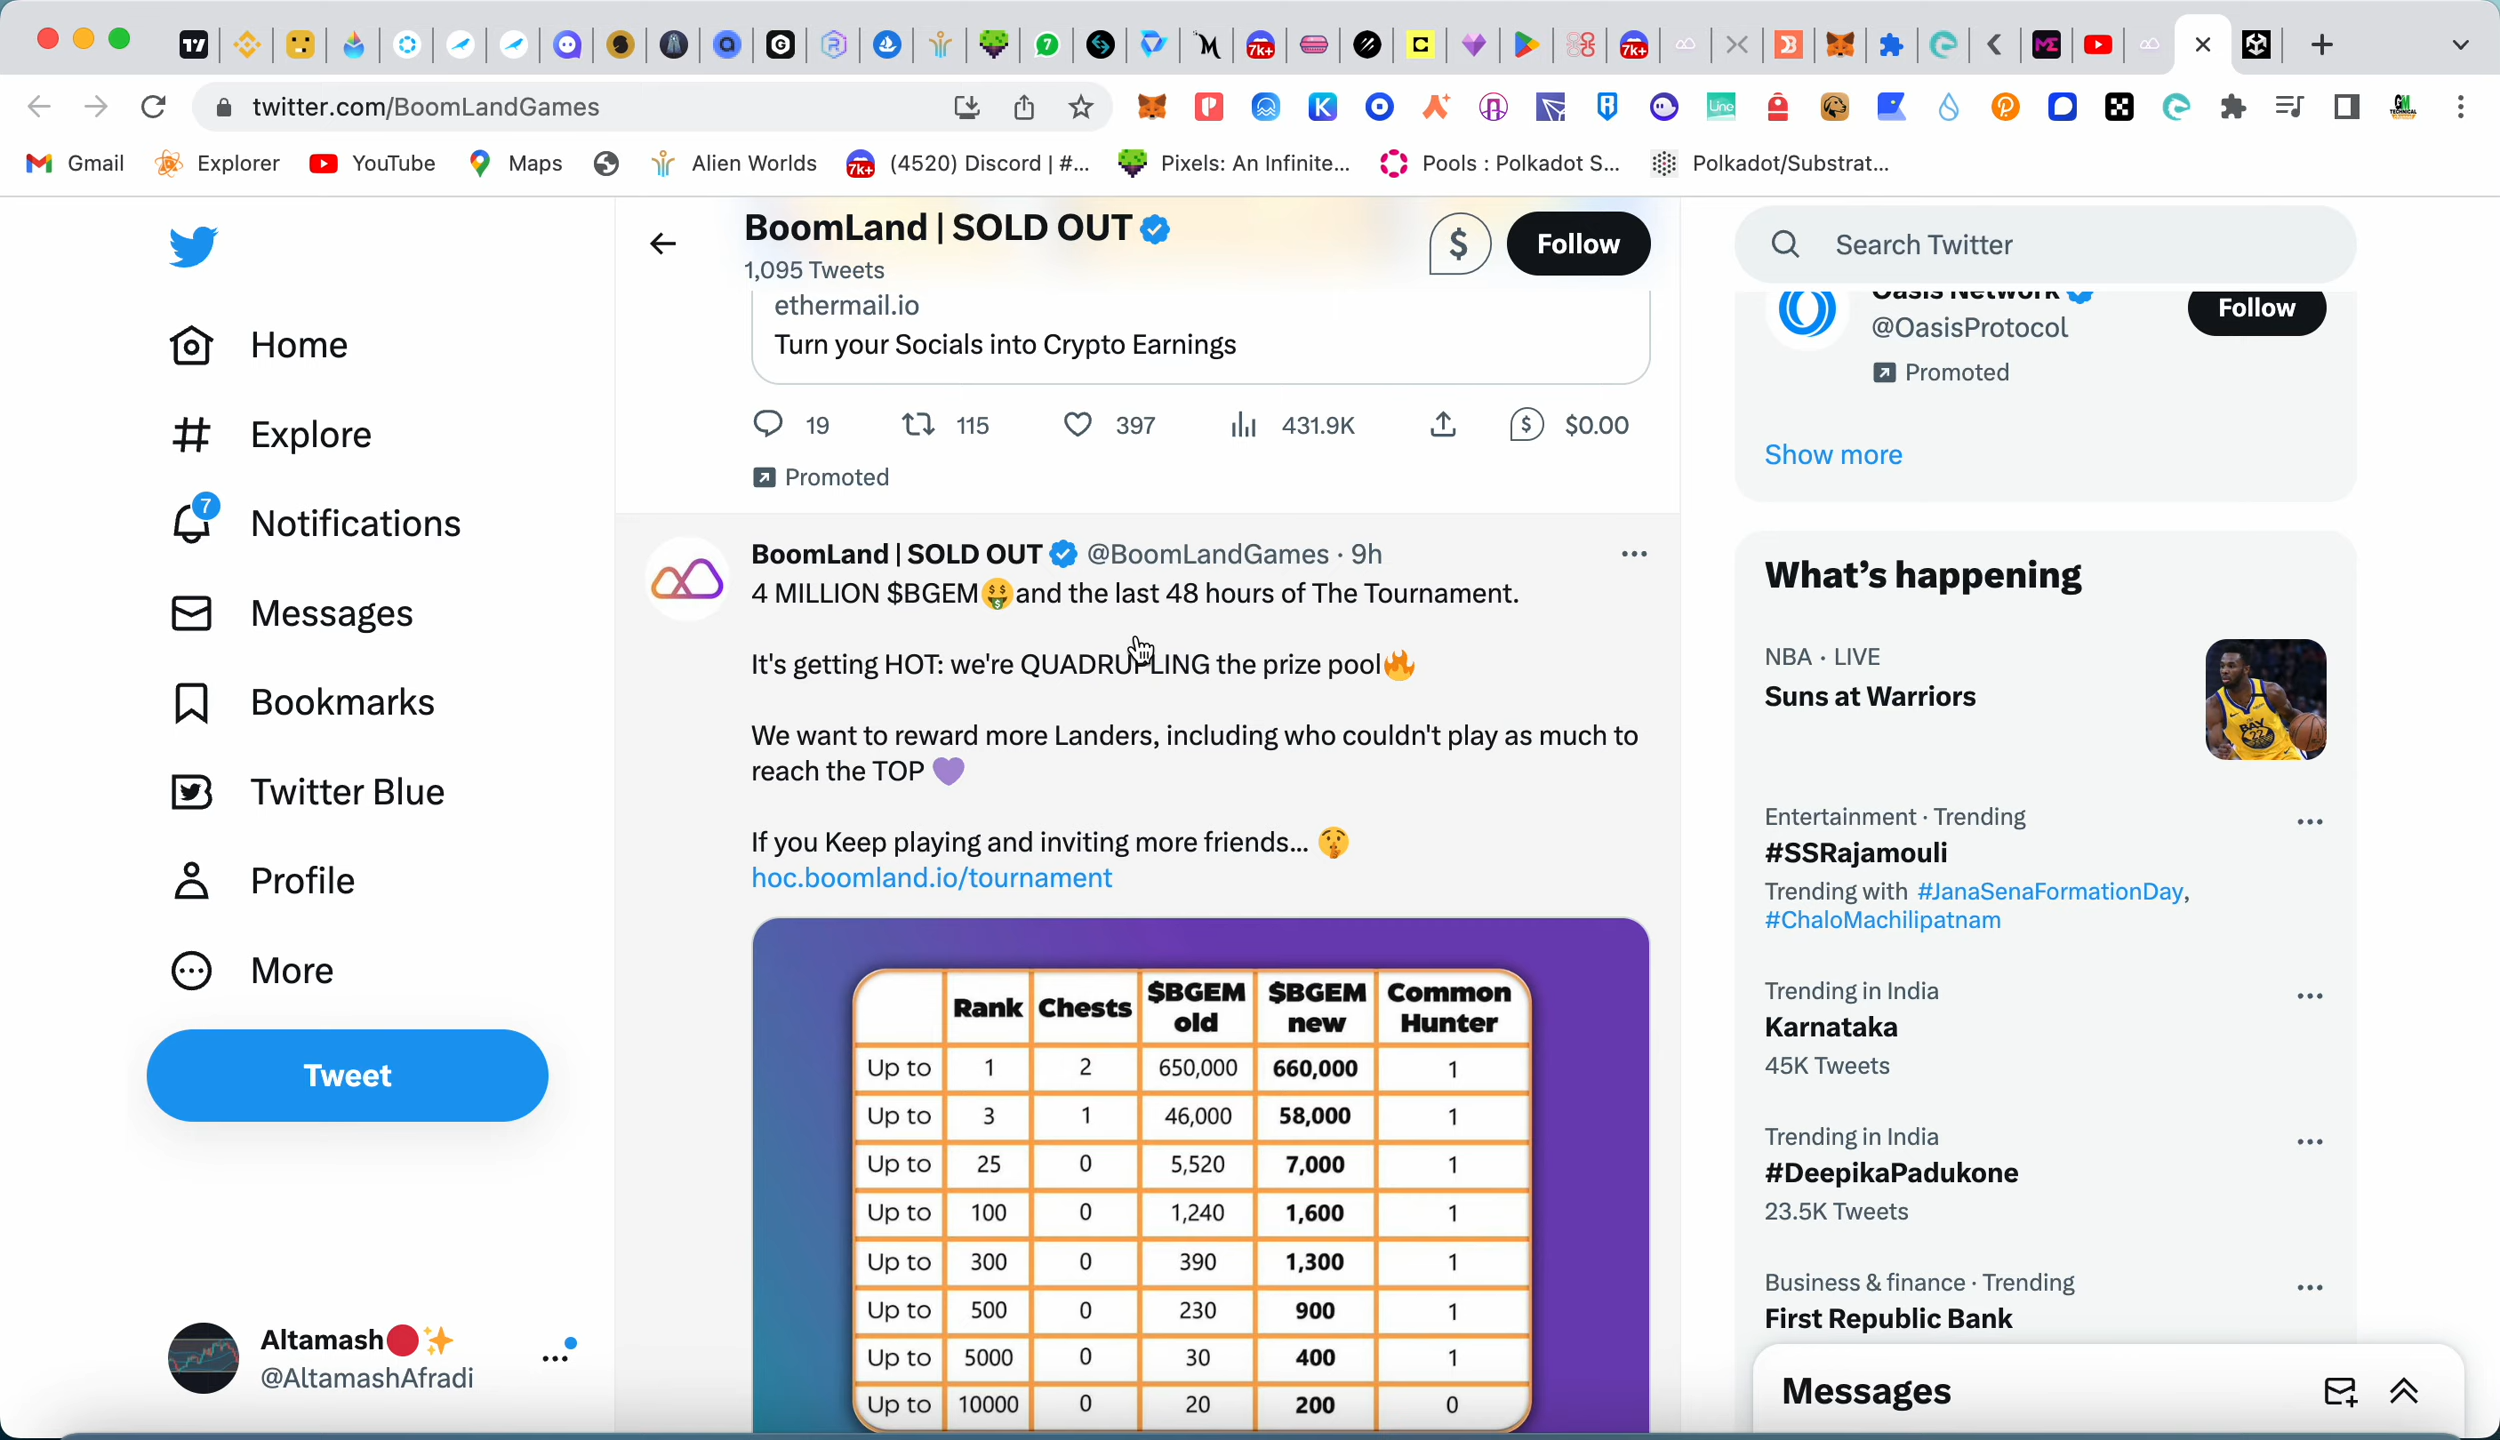 twitter.com/BoomLandGames
Gmail
Explorer
YouTube
Maps
Alien Worlds
(4520) Discord | #...
Pixels: An Infinite...
Pools : Polkadot S...
Polkadot/Substrat...
Home
Explore
7
Notifications
Messages
Bookmarks
Twitter Blue
Profile
More
Tweet
Altamash
@AltamashAfradi
BoomLand | SOLD OUT
1,095 Tweets
Follow
ethermail.io
Turn your Socials into Crypto Earnings
19 115 397 431.9K $0.00
Promoted
BoomLand | SOLD OUT @BoomLandGames · 9h
4 MILLION $BGEM🤑and the last 48 hours of The Tournament.
It's getting HOT: we're QUADRUPLING the prize pool🔥
We want to reward more Landers, including who couldn't play as much to
reach the TOP 💜
If you Keep playing and inviting more friends... 🤫
hoc.boomland.io/tournament
Rank Chests $BGEM old $BGEM new Common Hunter
Up to 1 2 650,000 660,000 1
Up to 3 1 46,000 58,000 1
Up to 25 0 5,520 7,000 1
Up to 100 0 1,240 1,600 1
Up to 300 0 390 1,300 1
Up to 500 0 230 900 1
Up to 5000 0 30 400 1
Up to 10000 0 20 200 0
Search Twitter
Oasis Network
@OasisProtocol
Follow
Promoted
Show more
What's happening
NBA · LIVE
Suns at Warriors
Entertainment · Trending
#SSRajamouli
Trending with #JanaSenaFormationDay,
#ChaloMachilipatnam
Trending in India
Karnataka
45K Tweets
Trending in India
#DeepikaPadukone
23.5K Tweets
Business & finance · Trending
First Republic Bank
Messages